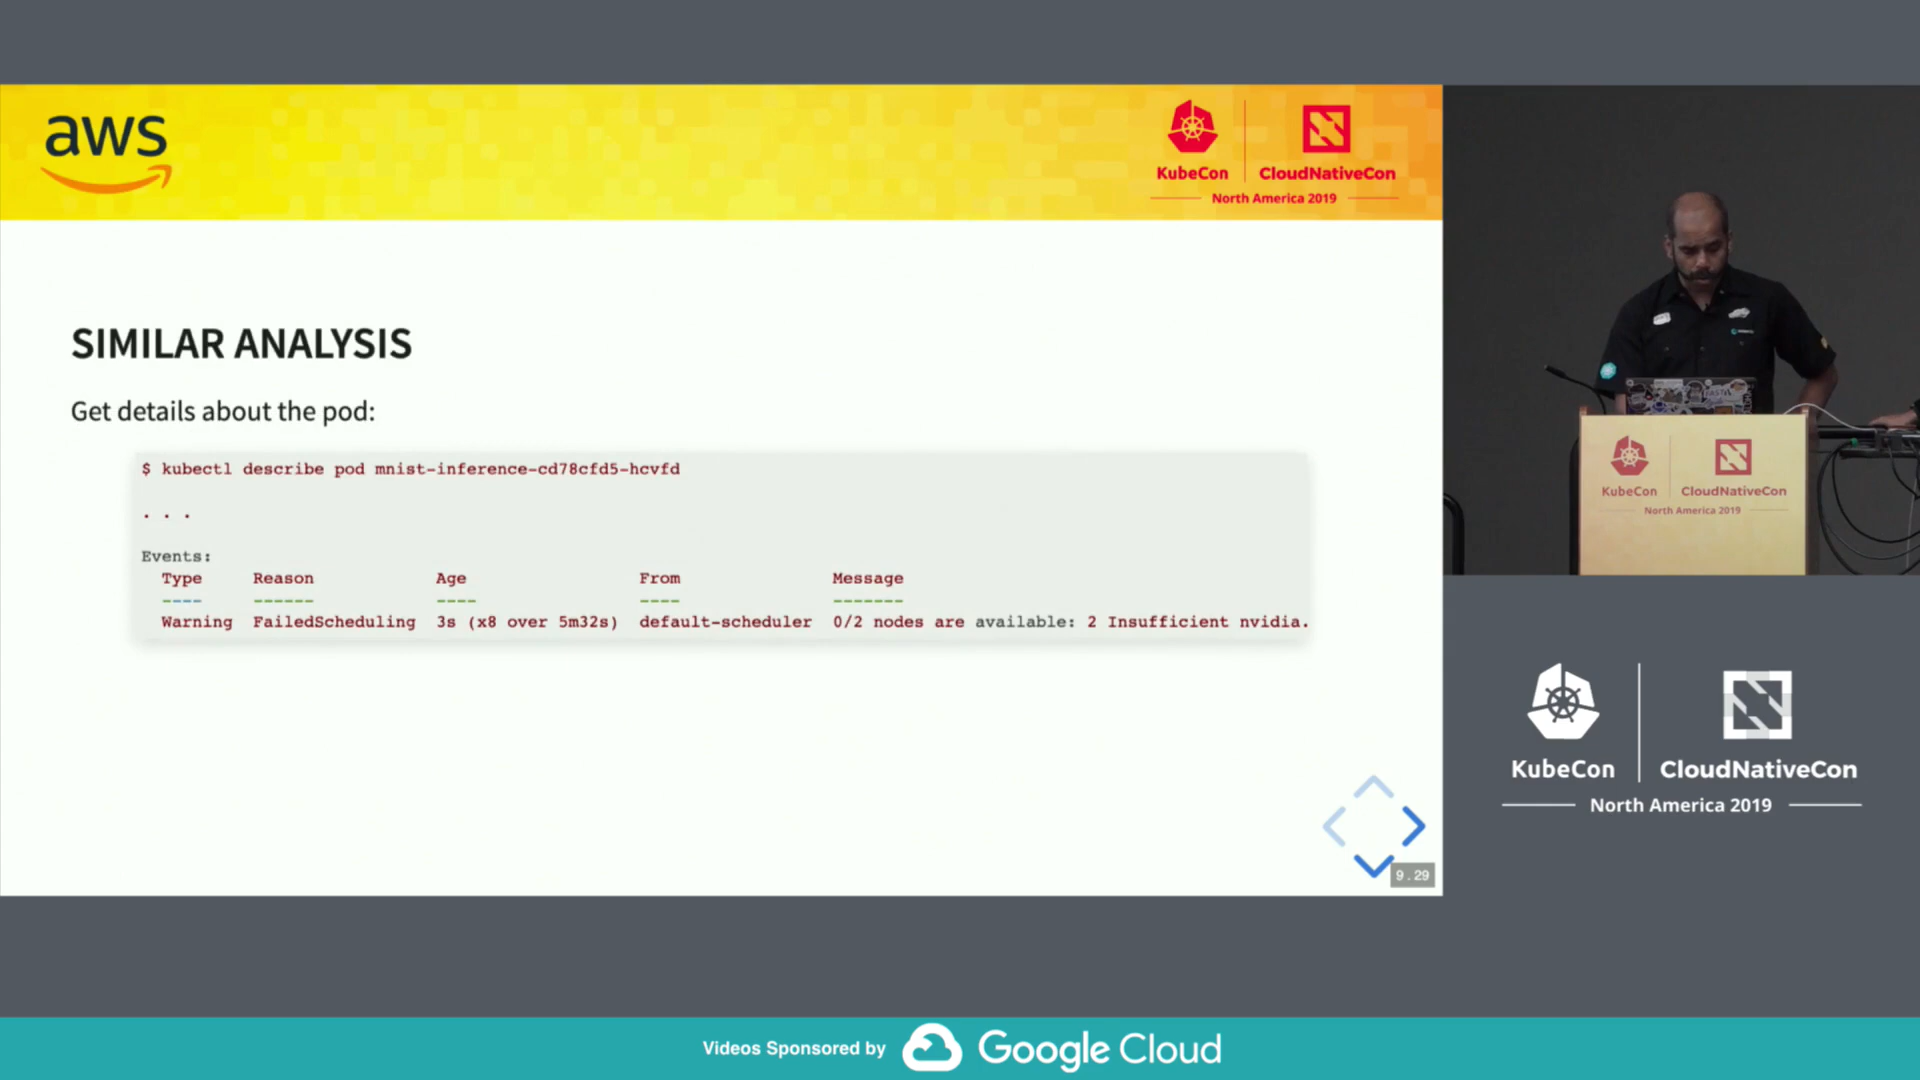 aws
KubeCon
CloudNativeCon
North America 2019
SIMILAR ANALYSIS
Get details about the pod:
$ kubectl describe pod mnist-inference-cd78cfd5-hcvfd
. . .
Events:
Type Reason Age From Message
---- ------ ---- ---- -------
Warning FailedScheduling 3s (x8 over 5m32s) default-scheduler 0/2 nodes are available: 2 Insufficient nvidia.
9.29
KubeCon
CloudNativeCon
North America 2019
KubeCon
CloudNativeCon
North America 2019
Videos Sponsored by Google Cloud